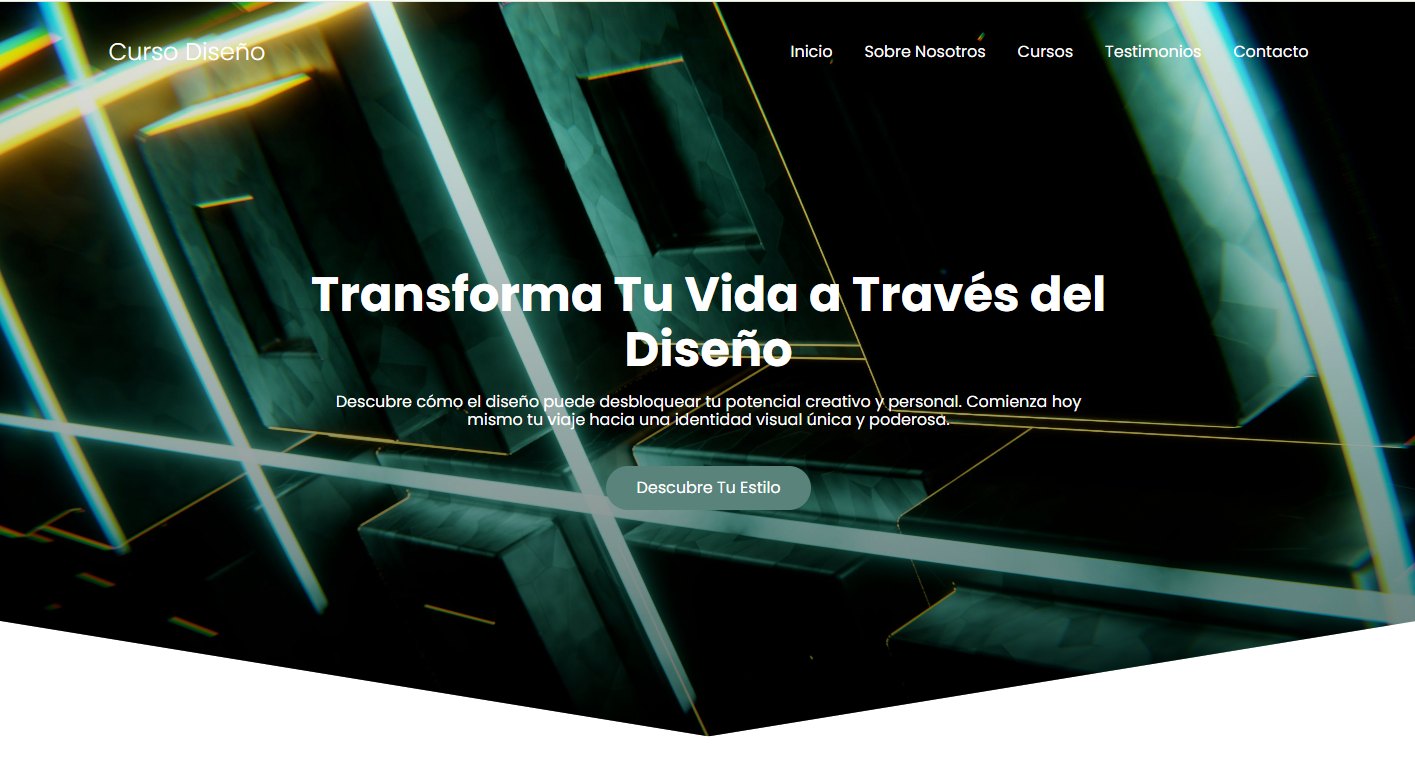 Curso Diseño
Inicio Sobre Nosotros Cursos Testimonios Contacto
Transforma Tu Vida a Través del
Diseño
Descubre cómo el diseño puede desbloquear tu potencial creativo y personal. Comienza hoy
mismo tu viaje hacia una identidad visual única y poderosa.
Descubre Tu Estilo